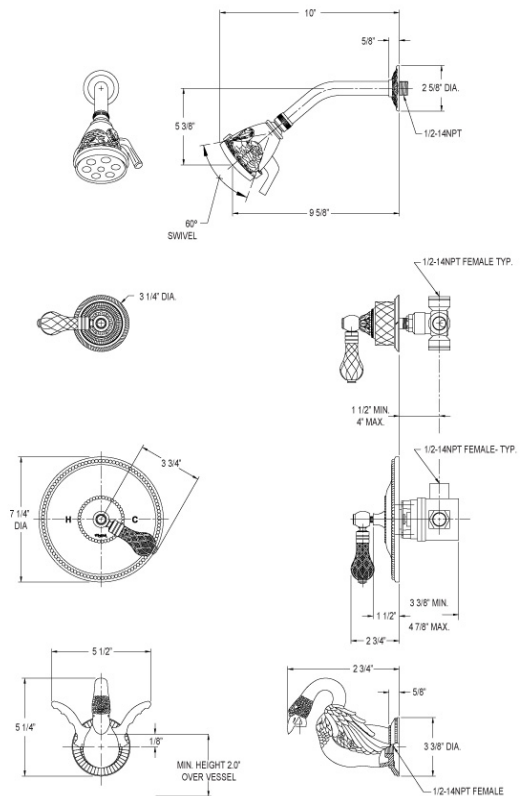 10"
5/8"
2 5/8" DIA.
5 3/8"
1/2-14NPT
9 5/8"
60º
SWIVEL
1/2-14NPT FEMALE TYP.
3 1/4" DIA.
1 1/2" MIN.
4" MAX.
1/2-14NPT FEMALE- TYP.
3 3/4"
7 1/4"
DIA
H
C
3 3/8" MIN.
1 1/2"
4 7/8" MAX.
2 3/4"
5 1/2"
2 3/4"
5/8"
5 1/4"
1/8"
3 3/8" DIA.
MIN. HEIGHT 2.0"
OVER VESSEL
1/2-14NPT FEMALE